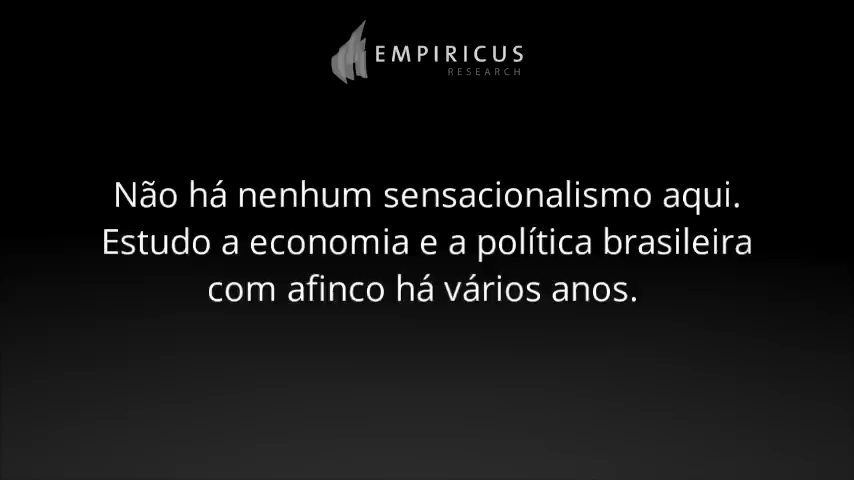 EMPIRICUS
RESEARCH
Não há nenhum sensacionalismo aqui.
Estudo a economia e a política brasileira
com afinco há vários anos.